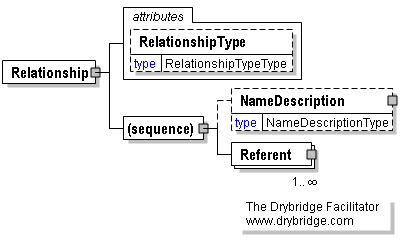 attributes
RelationshipType
type RelationshipTypeType
Relationship
(sequence)
NameDescription
type NameDescriptionType
Referent
1..∞
The Drybridge Facilitator
www.drybridge.com